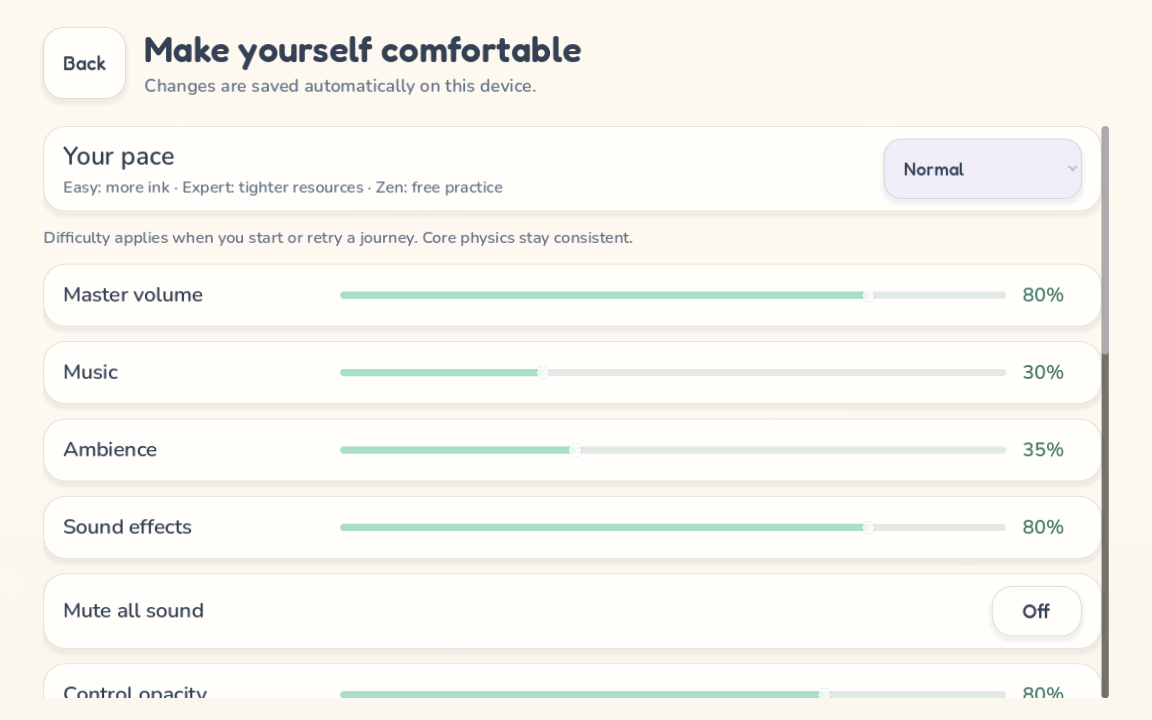 Back
Make yourself comfortable
Changes are saved automatically on this device.
Your pace
Easy: more ink · Expert: tighter resources · Zen: free practice
Normal
Difficulty applies when you start or retry a journey. Core physics stay consistent.
Master volume 80%
Music 30%
Ambience 35%
Sound effects 80%
Mute all sound Off
Control opacity 80%